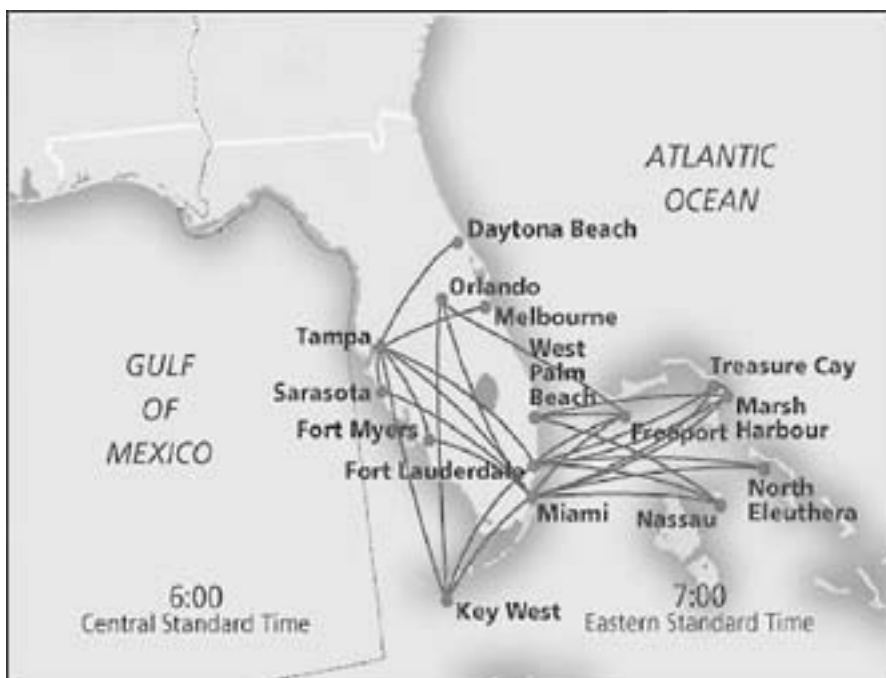 ATLANTIC
OCEAN
Daytona Beach
Orlando
Melbourne
Tampa
West
Palm
Beach
Treasure Cay
GULF
OF
MEXICO
Sarasota
Marsh
Harbour
Fort Myers
Freeport
Fort Lauderdale
North
Eleuthera
Miami
Nassau
6:00
Central Standard Time
Key West
7:00
Eastern Standard Time